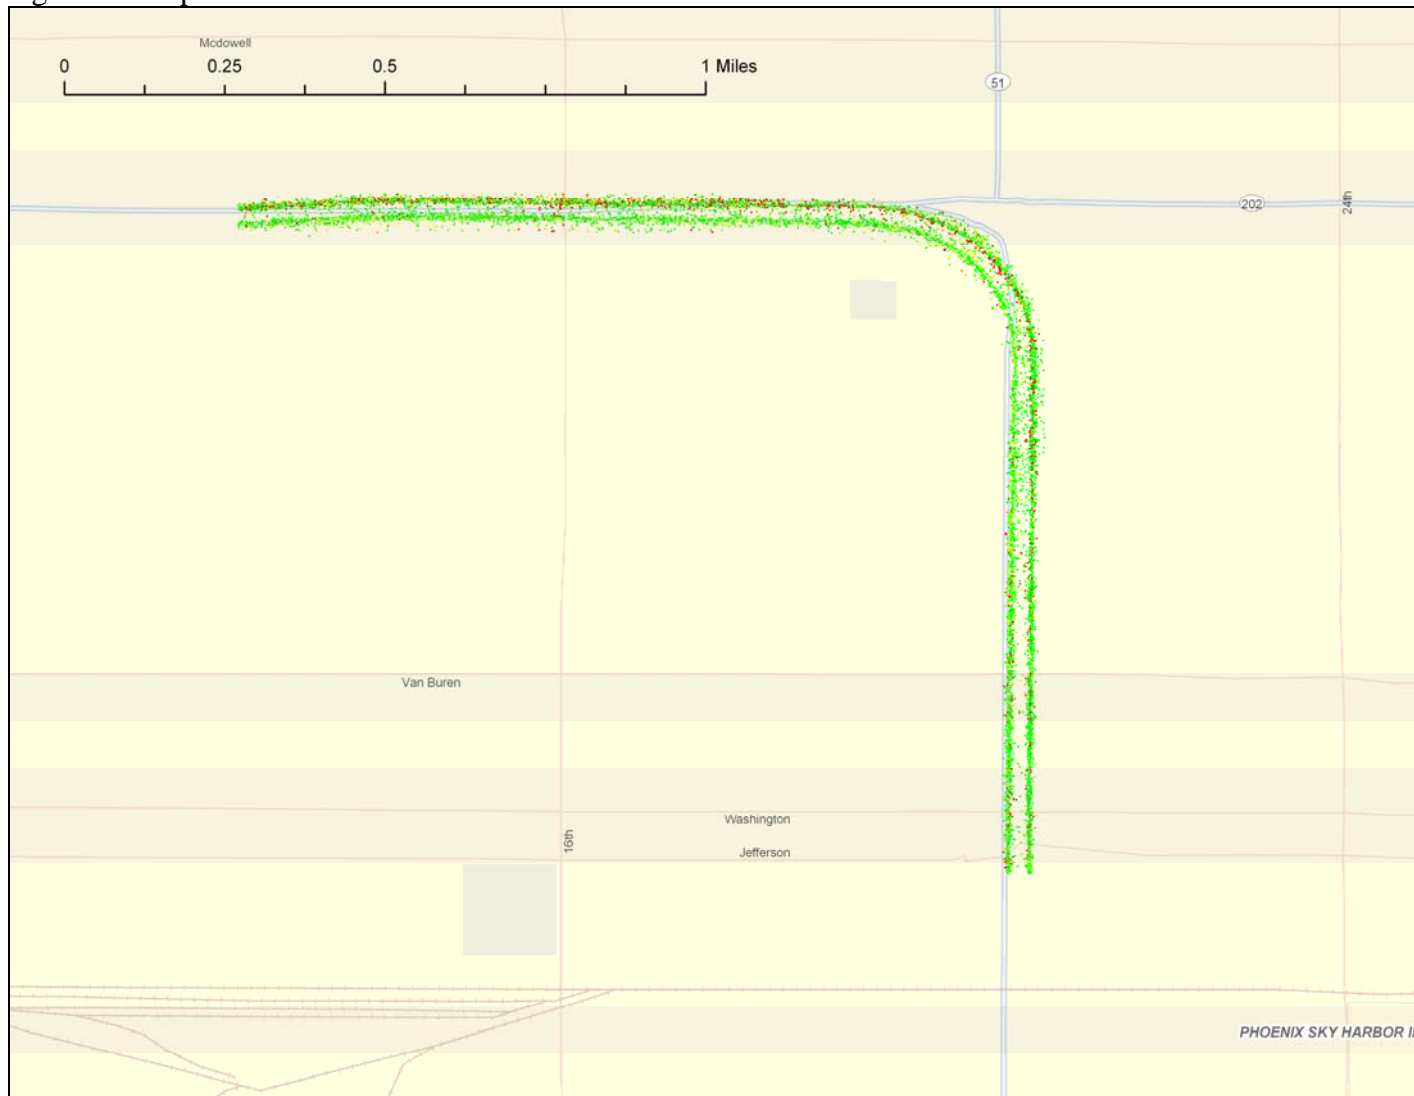 Mcdowell
0 0.25 0.5 1 Miles
51
202
24th
Van Buren
Washington
16th
Jefferson
PHOENIX SKY HARBOR